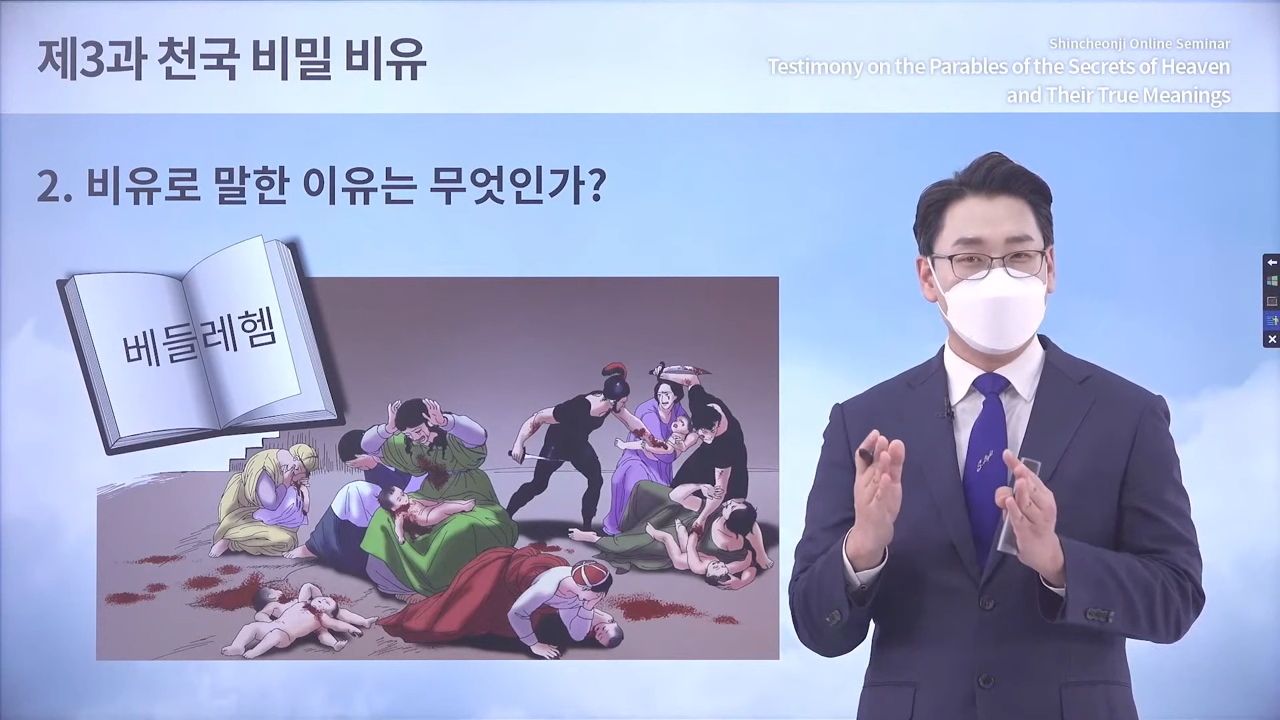 제3과 천국 비밀 비유
Shincheonji Online Seminar
Testimony on the Parables of the Secrets of Heaven
and Their True Meanings
2. 비유로 말한 이유는 무엇인가?
베들레헴